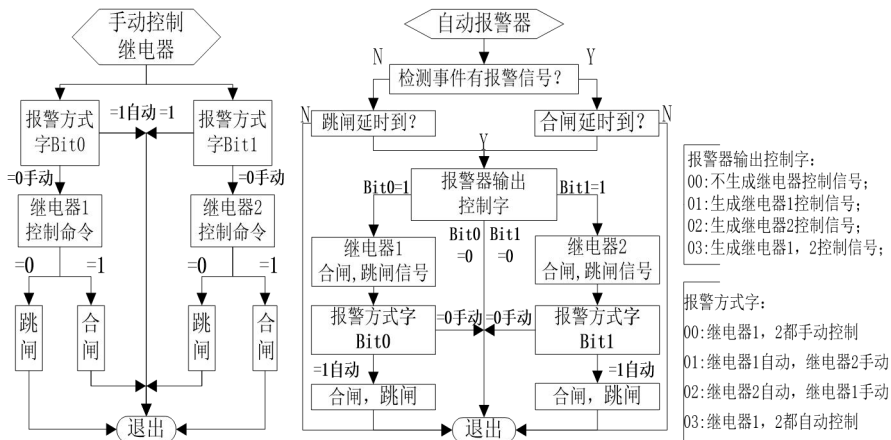 手动控制
继电器
=1自动=1
报警方式
字Bit0
报警方式
字Bit1
=0手动
=0手动
继电器1
控制命令
继电器2
控制命令
=0
=1
=0
=1
跳闸
合闸
跳闸
合闸
退出
自动报警器
N
Y
检测事件有报警信号?
N
跳闸延时到?
合闸延时到?
N
Y
Bit0=1
报警器输出
控制字
Bit1=1
Bit0
=0
Bit1
=0
继电器1
合闸,跳闸信号
继电器2
合闸,跳闸信号
报警方式字
Bit0
=0手动
=0手动
报警方式字
Bit1
=1自动
=1自动
合闸，跳闸
合闸，跳闸
退出
报警器输出控制字:
00:不生成继电器控制信号;
01:生成继电器1控制信号;
02:生成继电器2控制信号;
03:生成继电器1，2控制信号;
报警方式字:
00:继电器1，2都手动控制
01:继电器1自动，继电器2手动
02:继电器2自动，继电器1手动
03:继电器1，2都自动控制